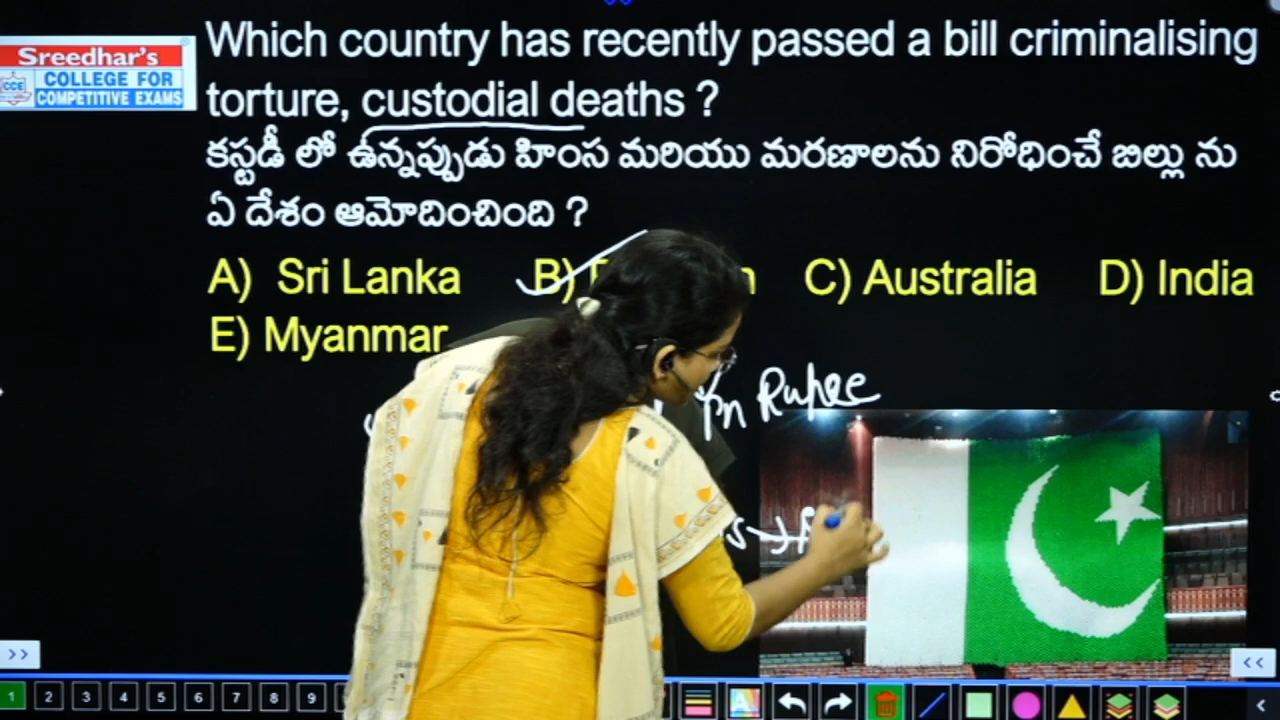 Which country has recently passed a bill criminalising
Sreedhar's
COLLEGE FOR
CCE
COMPETITIVE EXAMS
torture, custodial deaths ?
కస్టడీ లో ఉన్నప్పుడు హింస మరియు మరణాలను నిరోధించే బిల్లు ను
ఏ దేశం ఆమోదించింది ?
A) Sri Lanka B) C) Australia D) India
E) Myanmar
Rupee
>> <<
1 2 3 4 5 6 7 8 9